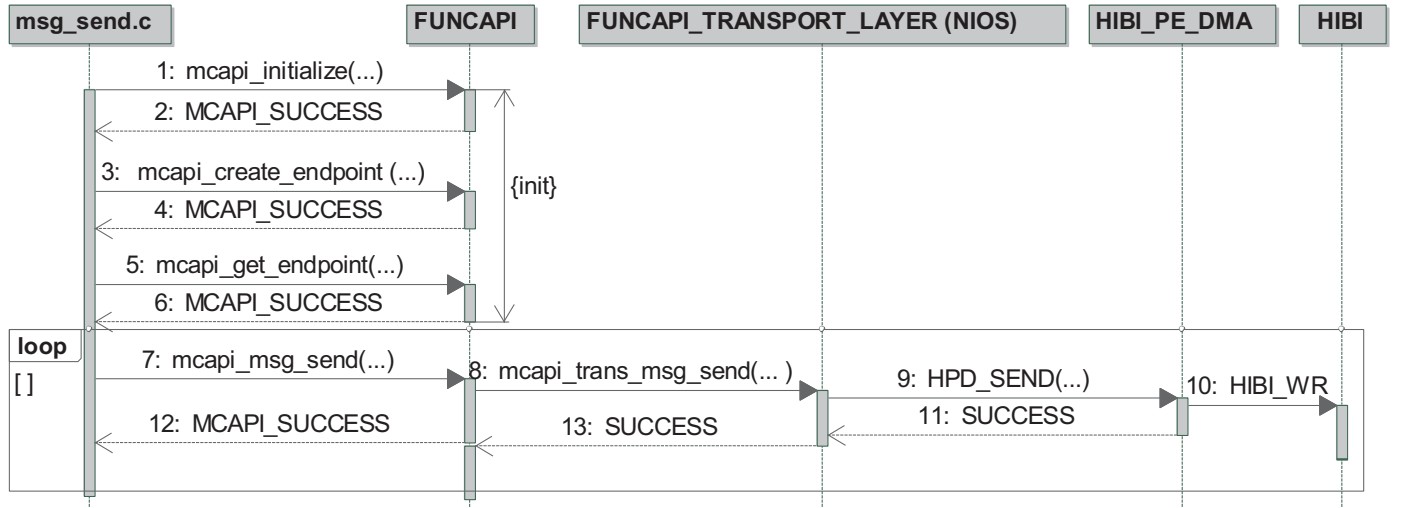 msg_send.c
FUNCAPI
FUNCAPI_TRANSPORT_LAYER (NIOS)
HIBI_PE_DMA
HIBI
1: mcapi_initialize(...)
2: MCAPI_SUCCESS
3: mcapi_create_endpoint (...)
{init}
4: MCAPI_SUCCESS
5: mcapi_get_endpoint(...)
6: MCAPI_SUCCESS
loop
[ ]
7: mcapi_msg_send(...)
8: mcapi_trans_msg_send(... )
9: HPD_SEND(...)
10: HIBI_WR
11: SUCCESS
12: MCAPI_SUCCESS
13: SUCCESS